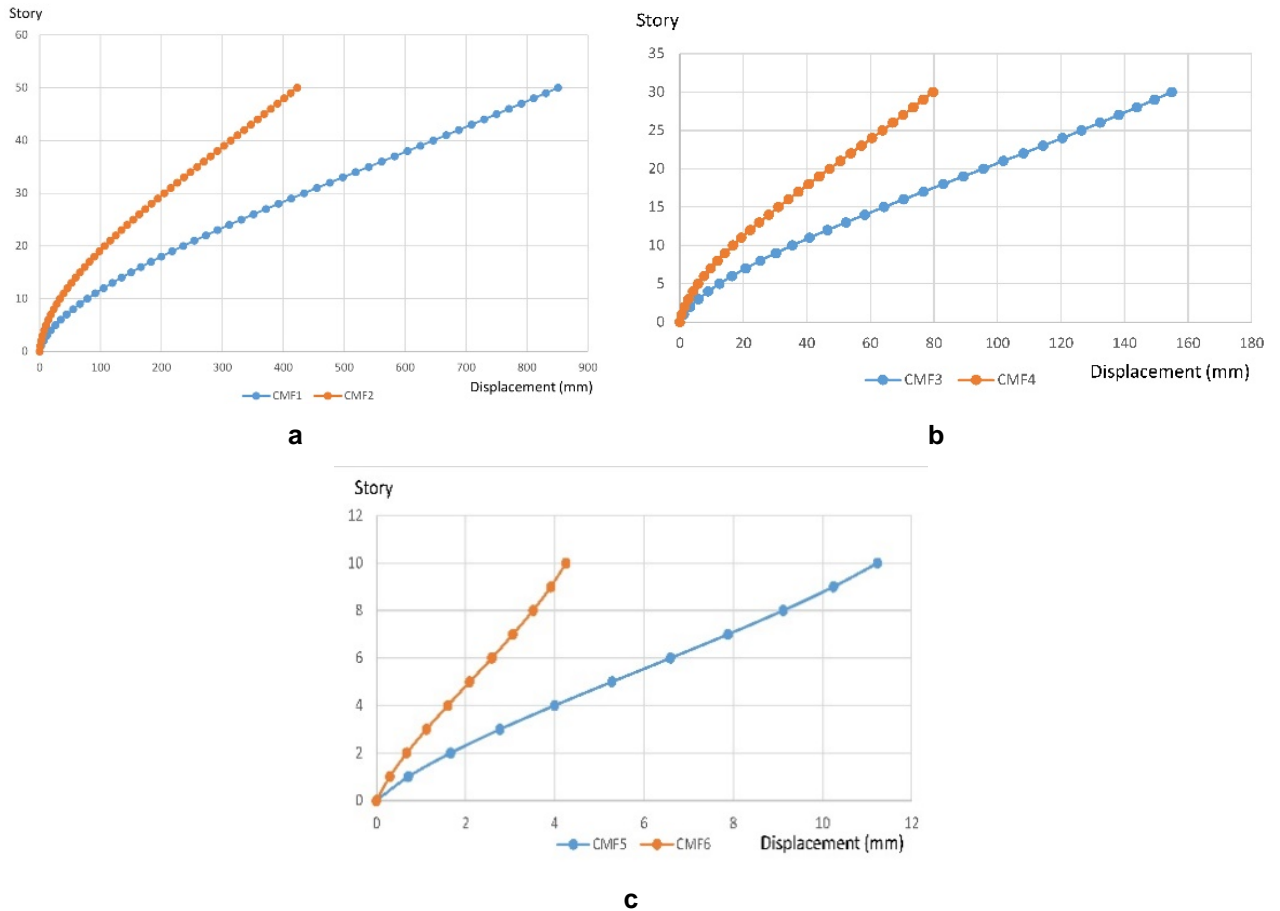 Story
60
50
40
30
20
10
0
0 100 200 300 400 500 600 700 800 900
Displacement (mm)
CMF1 CMF2
a
Story
35
30
25
20
15
10
5
0
0 20 40 60 80 100 120 140 160 180
CMF3 CMF4 Displacement (mm)
b
Story
12
10
8
6
4
2
0
0 2 4 6 8 10 12
CMF5 CMF6 Displacement (mm)
c